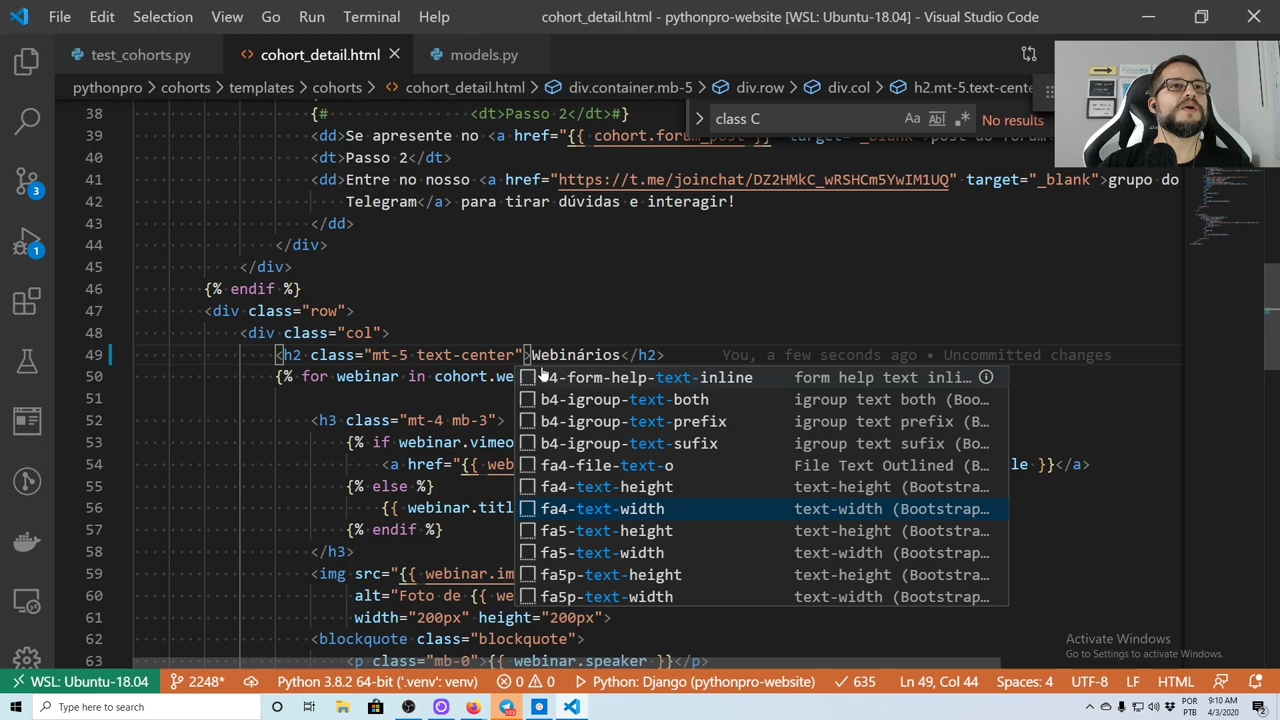 File Edit Selection View Go Run Terminal Help cohort_detail.html - pythonpro-website [WSL: Ubuntu-18.04] - Visual Studio Code
test_cohorts.py cohort_detail.html models.py
pythonpro > cohorts > templates > cohorts > cohort_detail.html > div.container.mb-5 > div.row > div.col > h2.mt-5.text-cente
class C Aa Abl No results
38 {# <dt>Passo 2</dt>#}
39 <dd>Se apresente no <a href="{{ cohort.forum_post }}" target="_blank">post do fórum
40 <dt>Passo 2</dt>
41 <dd>Entre no nosso <a href="https://t.me/joinchat/DZ2HMkC_wRSHCm5YwIM1UQ" target="_blank">grupo do
42 Telegram</a> para tirar dúvidas e interagir!
43 </dd>
44 </div>
45 </div>
46 {% endif %}
47 <div class="row">
48 <div class="col">
49 <h2 class="mt-5 text-center">Webinários</h2> You, a few seconds ago • Uncommitted changes
50 {% for webinar in cohort.we
51
52 <h3 class="mt-4 mb-3">
53 {% if webinar.vimeo
54 <a href="{{ web le }}</a>
55 {% else %}
56 {{ webinar.titl
57 {% endif %}
58 </h3>
59 <img src="{{ webinar.im
60 alt="Foto de {{ we
61 width="200px" height="200px">
62 <blockquote class="blockquote">
63 <p class="mb-0">{{ webinar.speaker }}</p>
b4-form-help-text-inline form help text inli…
b4-igroup-text-both igroup text both (Boo…
b4-igroup-text-prefix igroup text prefix (B…
b4-igroup-text-sufix igroup text sufix (B…
fa4-file-text-o File Text Outlined (B…
fa4-text-height text-height (Bootstra…
fa4-text-width text-width (Bootstrap…
fa5-text-height text-height (Bootstra…
fa5-text-width text-width (Bootstrap…
fa5p-text-height text-height (Bootstra…
fa5p-text-width text-width (Bootstrap…
3
1
Activate Windows
Go to Settings to activate Windows.
WSL: Ubuntu-18.04 2248* Python 3.8.2 64-bit ('.venv': venv) 0 0 Python: Django (pythonpro-website) 635 Ln 49, Col 44 Spaces: 4 UTF-8 LF HTML
Type here to search
POR
PTB
9:10 AM
4/3/2020
2